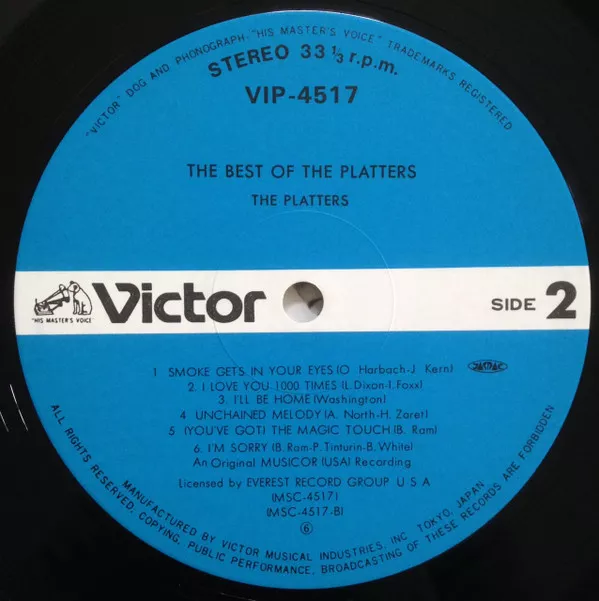 "VICTOR" DOG AND PHONOGRAPH "HIS MASTER'S VOICE" TRADEMARKS REGISTERED
STEREO 33 1/3 r.p.m.
VIP-4517
THE BEST OF THE PLATTERS
THE PLATTERS
"HIS MASTER'S VOICE"
Victor
SIDE 2
1 SMOKE GETS IN YOUR EYES (O Harbach-J Kern)
JASRAC
2. I LOVE YOU 1000 TIMES (L. Dixon-I. Foxx)
3. I'LL BE HOME (Washington)
4 UNCHAINED MELODY (A. North-H. Zaret)
5 (YOU'VE GOT) THE MAGIC TOUCH (B. Ram)
6. I'M SORRY (B. Ram-P. Tinturin-B. White)
An Original MUSICOR (USA) Recording
Licensed by EVEREST RECORD GROUP U S A
(MSC-4517)
(MSC-4517-B)
6
ALL RIGHTS RESERVED. COPYING, PUBLIC PERFORMANCE, BROADCASTING OF THESE RECORDS ARE FORBIDDEN
MANUFACTURED BY VICTOR MUSICAL INDUSTRIES, INC. TOKYO, JAPAN